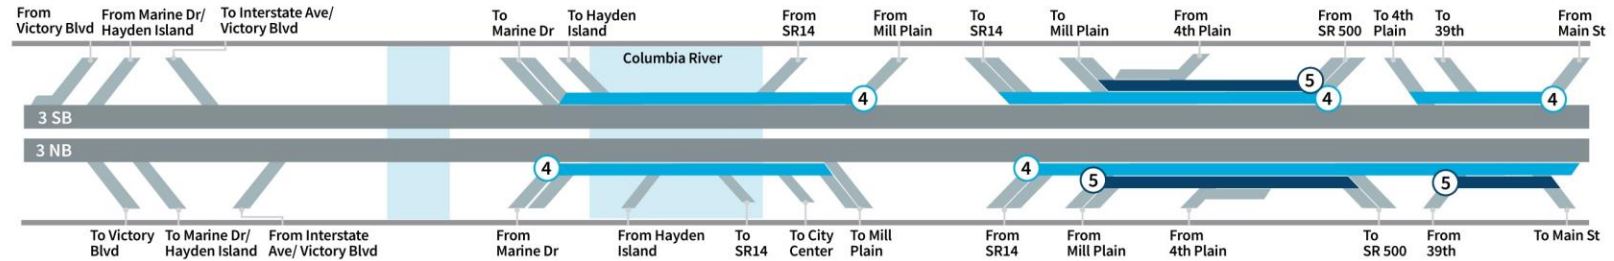 From
Victory Blvd
From Marine Dr/
Hayden Island
To Interstate Ave/
Victory Blvd
To
Marine Dr
To Hayden
Island
From
SR14
From
Mill Plain
To
SR14
To
Mill Plain
From
4th Plain
From
SR 500
To 4th
Plain
To
39th
From
Main St
Columbia River
5
4
4
4
3 SB
3 NB
4
4
5
5
To Victory
Blvd
To Marine Dr/
Hayden Island
From Interstate
Ave/ Victory Blvd
From
Marine Dr
From Hayden
Island
To
SR14
To City
Center
To Mill
Plain
From
SR14
From
Mill Plain
From
4th Plain
To
SR 500
From
39th
To Main St